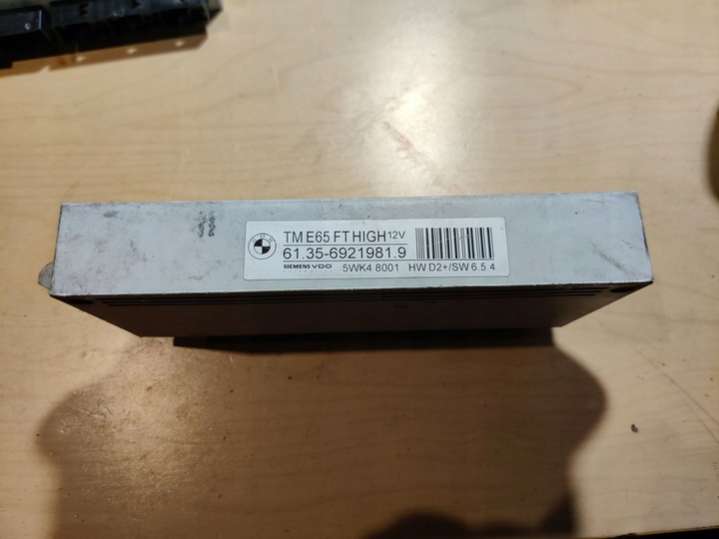 TM E65 FT HIGH 12V
61.35-6921981.9
SIEMENS VDO 5WK4 8001 HW D2+/SW 6.5 4